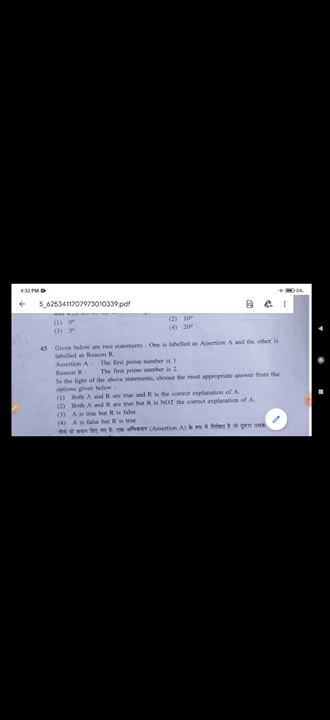 4:32 PM
54
5_6253411707973010339.pdf
(1) 0°
(2) 10°
(3) 5°
(4) 20°
43 Given below are two statements : One is labelled as Assertion A and the other is
labelled as Reason R.
Assertion A : The first prime number is 1
Reason R : The first prime number is 2.
In the light of the above statements, choose the most appropriate answer from the
options given below :
(1) Both A and R are true and R is the correct explanation of A.
(2) Both A and R are true but R is NOT the correct explanation of A.
(3) A is true but R is false
(4) A is false but R is true
नीचे दो कथन दिए गए हैं: एक अभिकथन (Assertion A) के रूप में लिखित है तो दूसरा उसके